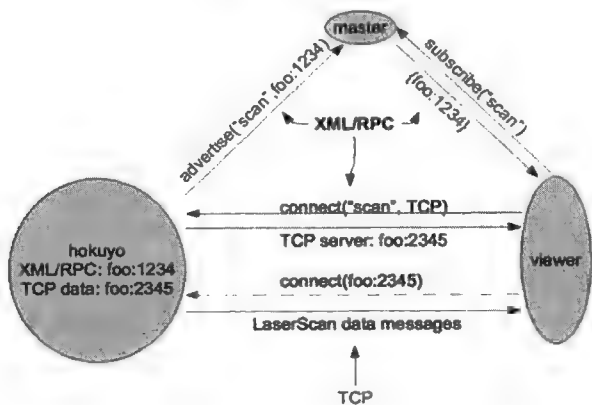 master
advertise("scan",foo:1234)
subscribe("scan")
{foo:1234}
XML/RPC
connect("scan", TCP)
TCP server: foo:2345
hokuyo
XML/RPC: foo:1234
TCP data: foo:2345
viewer
connect(foo:2345)
LaserScan data messages
TCP